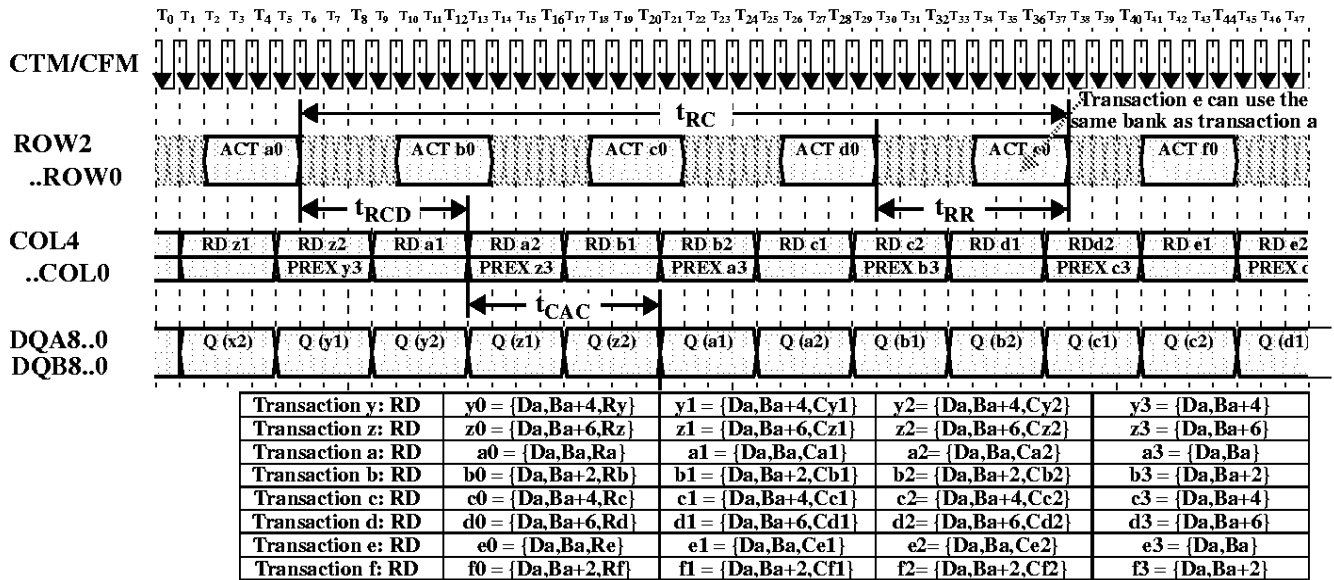 T0 T1 T2 T3 T4 T5 T6 T7 T8 T9 T10 T11 T12 T13 T14 T15 T16 T17 T18 T19 T20 T21 T22 T23 T24 T25 T26 T27 T28 T29 T30 T31 T32 T33 T34 T35 T36 T37 T38 T39 T40 T41 T42 T43 T44 T45 T46 T47
CTM/CFM
Transaction e can use the
same bank as transaction a
tRC
ROW2
..ROW0
ACT a0 ACT b0 ACT c0 ACT d0 ACT e0 ACT f0
tRCD tRR
COL4
..COL0
RD z1 RD z2 RD a1 RD a2 RD b1 RD b2 RD c1 RD c2 RD d1 RDd2 RD e1 RD e2
PREX y3 PREX z3 PREX a3 PREX b3 PREX c3 PREX d
tCAC
DQA8..0
DQB8..0
Q (x2) Q (y1) Q (y2) Q (z1) Q (z2) Q (a1) Q (a2) Q (b1) Q (b2) Q (c1) Q (c2) Q (d1)
Transaction y: RD y0 = {Da,Ba+4,Ry} y1 = {Da,Ba+4,Cy1} y2= {Da,Ba+4,Cy2} y3 = {Da,Ba+4}
Transaction z: RD z0 = {Da,Ba+6,Rz} z1 = {Da,Ba+6,Cz1} z2= {Da,Ba+6,Cz2} z3 = {Da,Ba+6}
Transaction a: RD a0 = {Da,Ba,Ra} a1 = {Da,Ba,Ca1} a2= {Da,Ba,Ca2} a3 = {Da,Ba}
Transaction b: RD b0 = {Da,Ba+2,Rb} b1 = {Da,Ba+2,Cb1} b2= {Da,Ba+2,Cb2} b3 = {Da,Ba+2}
Transaction c: RD c0 = {Da,Ba+4,Rc} c1 = {Da,Ba+4,Cc1} c2= {Da,Ba+4,Cc2} c3 = {Da,Ba+4}
Transaction d: RD d0 = {Da,Ba+6,Rd} d1 = {Da,Ba+6,Cd1} d2= {Da,Ba+6,Cd2} d3 = {Da,Ba+6}
Transaction e: RD e0 = {Da,Ba,Re} e1 = {Da,Ba,Ce1} e2= {Da,Ba,Ce2} e3 = {Da,Ba}
Transaction f: RD f0 = {Da,Ba+2,Rf} f1 = {Da,Ba+2,Cf1} f2= {Da,Ba+2,Cf2} f3 = {Da,Ba+2}